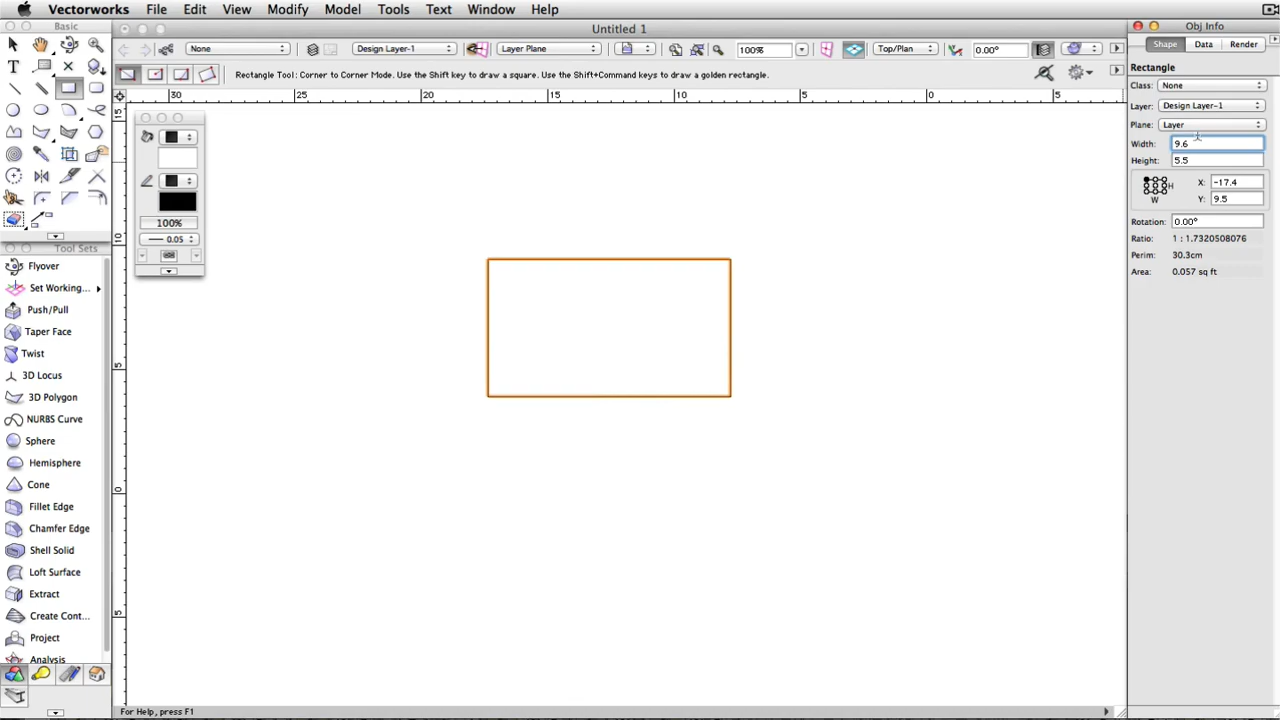 Vectorworks File Edit View Modify Model Tools Text Window Help
Basic
Untitled 1
Obj Info
None
Design Layer-1
Layer Plane
100%
Top/Plan
0.00°
Shape Data Render
Rectangle Tool: Corner to Corner Mode. Use the Shift key to draw a square. Use the Shift+Command keys to draw a golden rectangle.
Rectangle
Class: None
Layer: Design Layer-1
Plane: Layer
Width: 9.6
Height: 5.5
X: -17.4
Y: 9.5
H
W
Rotation: 0.00°
Ratio: 1 : 1.7320508076
Perim: 30.3cm
Area: 0.057 sq ft
30 25 20 15 10 5 0 5
15
10
5
0
5
100%
0.05
Tool Sets
Flyover
Set Working...
Push/Pull
Taper Face
Twist
3D Locus
3D Polygon
NURBS Curve
Sphere
Hemisphere
Cone
Fillet Edge
Chamfer Edge
Shell Solid
Loft Surface
Extract
Create Cont...
Project
Analysis
For Help, press F1